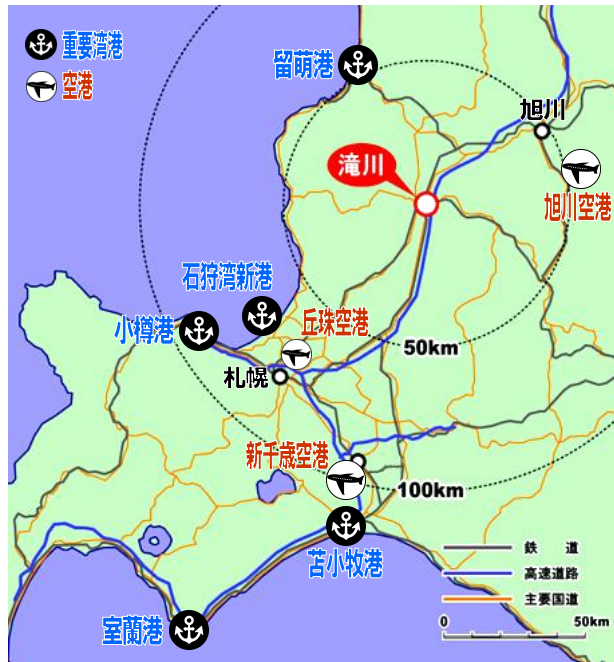 重要湾港
空港
留萌港
旭川
滝川
旭川空港
石狩湾新港
小樽港
丘珠空港
札幌
50km
新千歳空港
100km
苫小牧港
室蘭港
鉄 道
高速道路
主要国道
0 50km